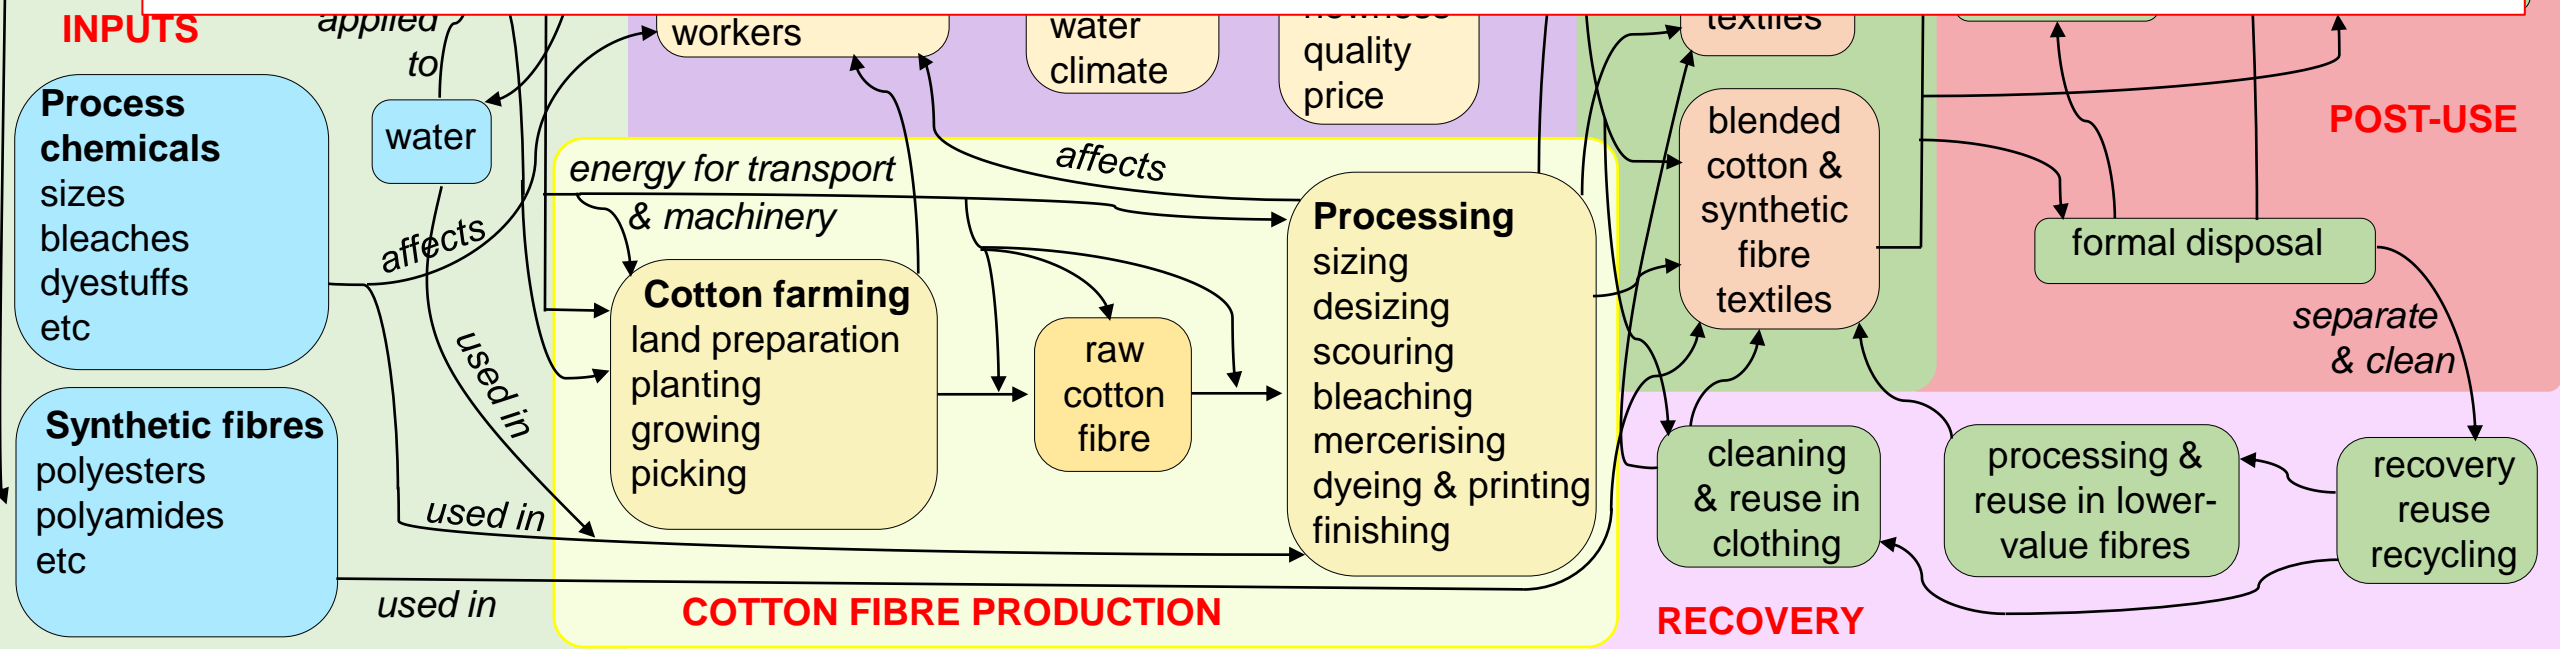 INPUTS
applied
to
Process
chemicals
sizes
bleaches
dyestuffs
etc
water
affects
used in
Synthetic fibres
polyesters
polyamides
etc
used in
used in
workers
water
climate
quality
price
energy for transport
& machinery
affects
Cotton farming
land preparation
planting
growing
picking
raw
cotton
fibre
Processing
sizing
desizing
scouring
bleaching
mercerising
dyeing & printing
finishing
COTTON FIBRE PRODUCTION
textiles
blended
cotton &
synthetic
fibre
textiles
POST-USE
formal disposal
separate
& clean
cleaning
& reuse in
clothing
processing &
reuse in lower-
value fibres
recovery
reuse
recycling
RECOVERY